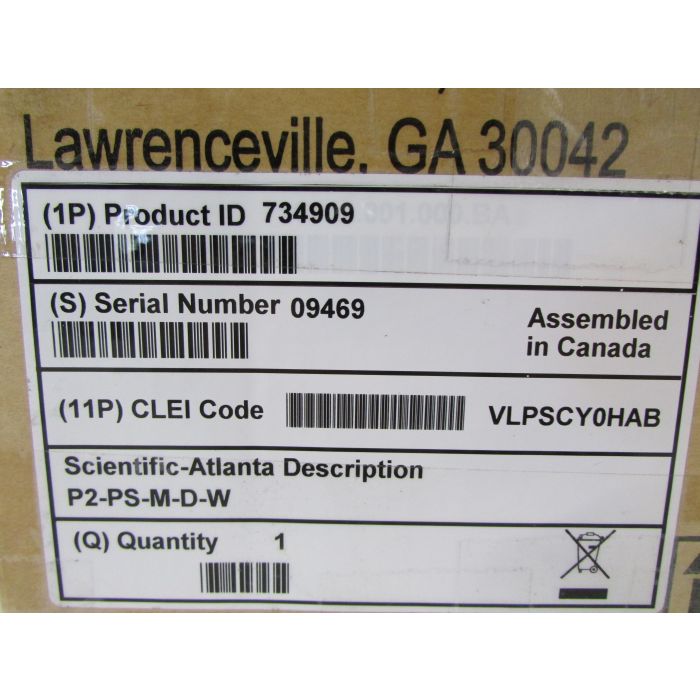 Lawrenceville, GA 30042
(1P) Product ID 734909
(S) Serial Number 09469
Assembled
in Canada
(11P) CLEI Code VLPSCY0HAB
Scientific-Atlanta Description
P2-PS-M-D-W
(Q) Quantity 1